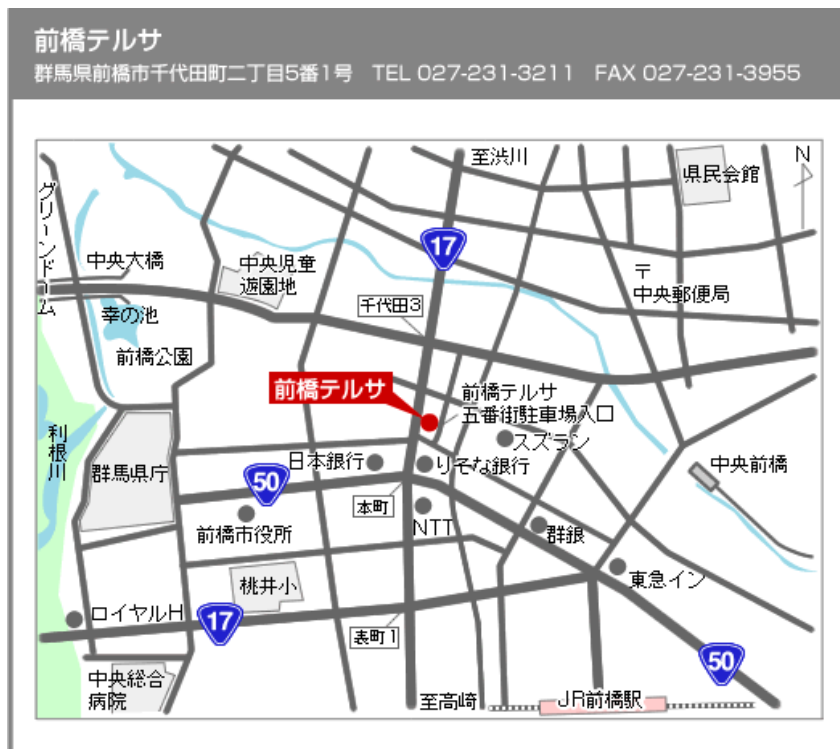 前橋テルサ
群馬県前橋市千代田町二丁目5番1号 TEL 027-231-3211 FAX 027-231-3955
至渋川
N
県民会館
グリーンドーム
17
中央大橋
中央児童
遊園地
〒
中央郵便局
千代田3
幸の池
前橋公園
前橋テルサ
前橋テルサ
五番街駐車場入口
スズラン
利根川
群馬県庁
日本銀行
りそな銀行
中央前橋
50
本町
前橋市役所
NTT
群銀
桃井小
東急イン
ロイヤルH
17
表町1
50
中央総合
病院
至高崎
JR前橋駅